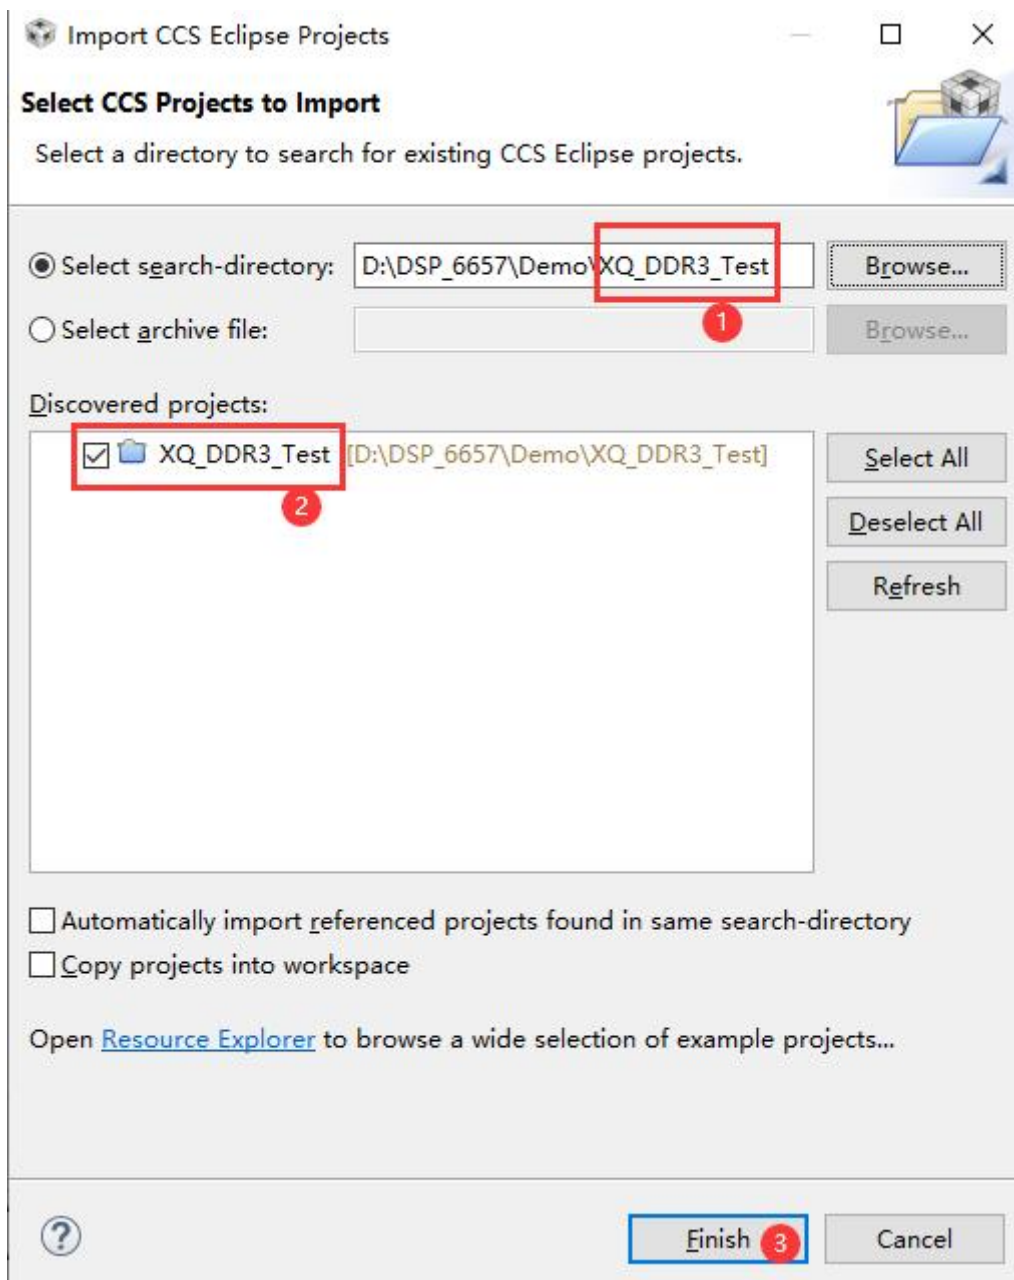 Import CCS Eclipse Projects
Select CCS Projects to Import
Select a directory to search for existing CCS Eclipse projects.
Select search-directory: D:\DSP_6657\Demo\XQ_DDR3_Test Browse...
1
Select archive file: Browse...
Discovered projects:
XQ_DDR3_Test [D:\DSP_6657\Demo\XQ_DDR3_Test] Select All
2
Deselect All
Refresh
Automatically import referenced projects found in same search-directory
Copy projects into workspace
Open Resource Explorer to browse a wide selection of example projects...
? Finish 3 Cancel